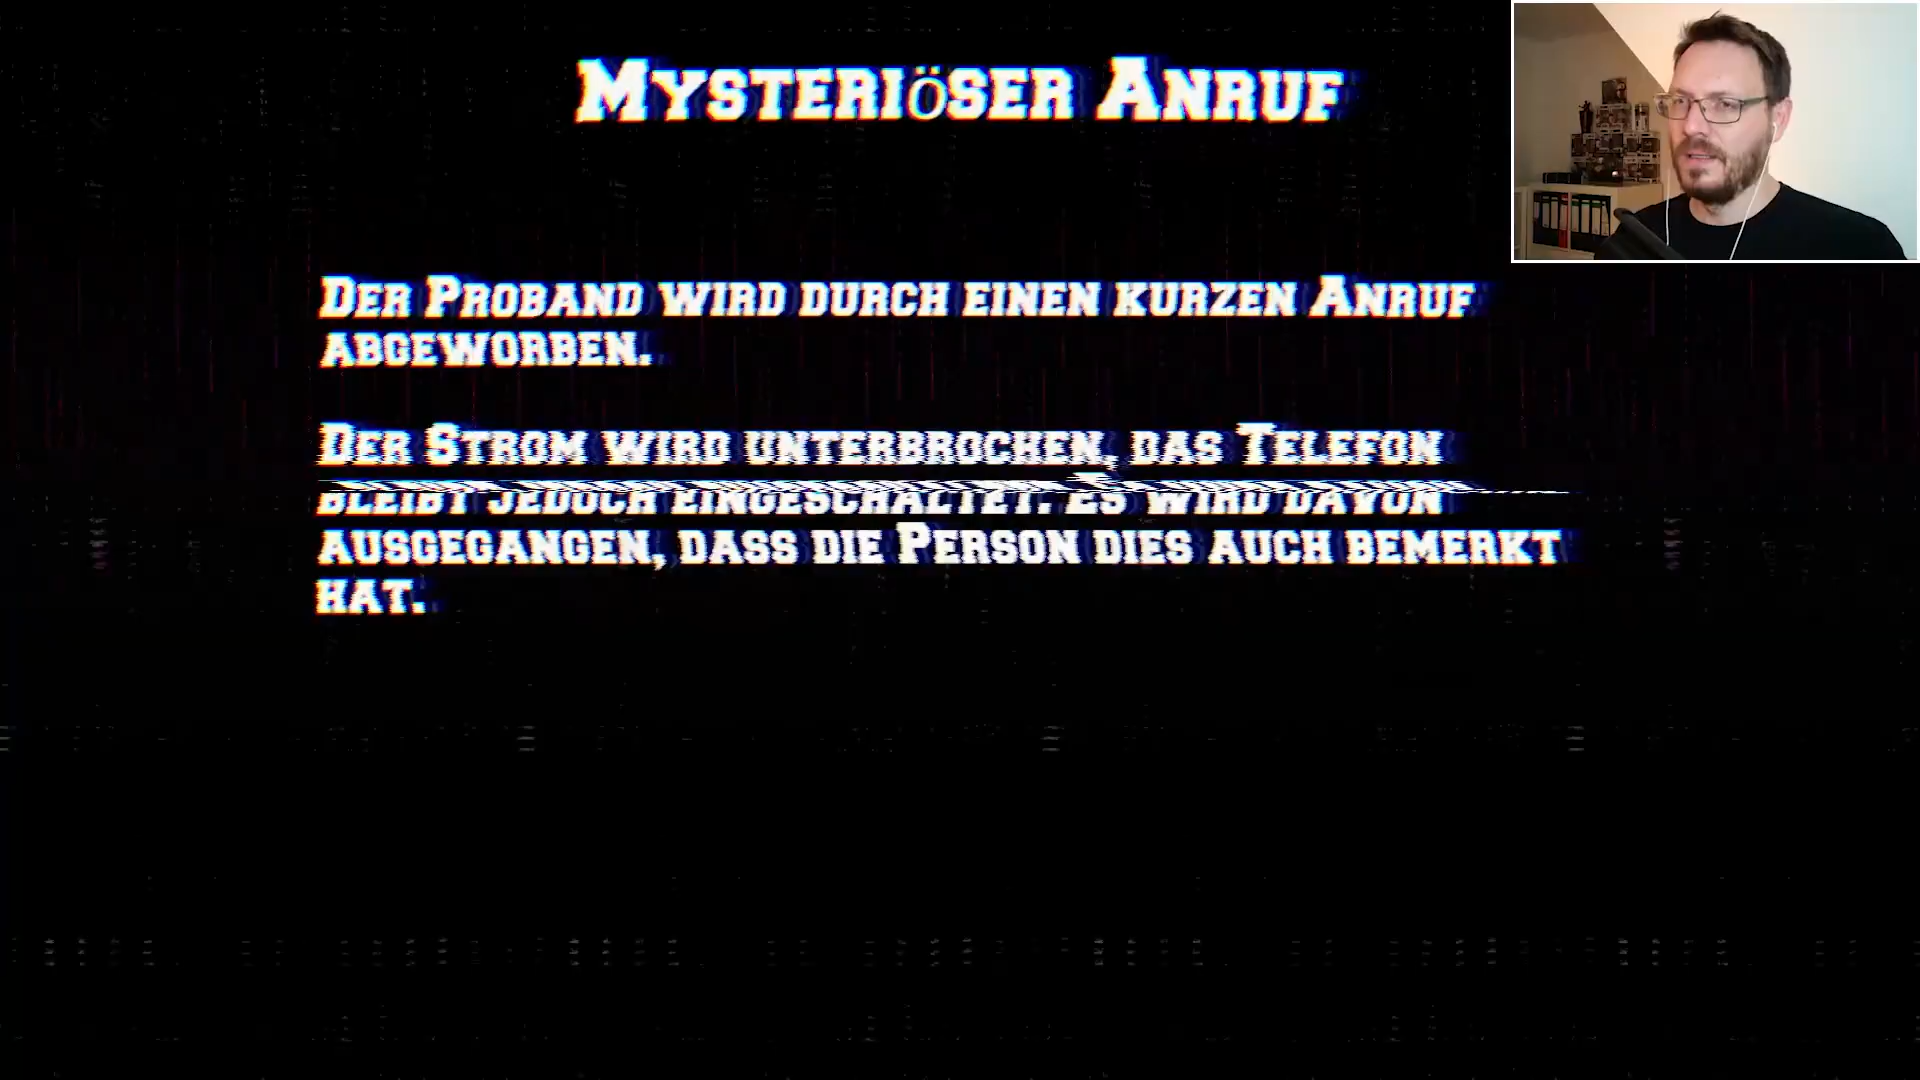 Mysteriöser Anruf
Der Proband wird durch einen kurzen Anruf
abgeworben.
Der Strom wird unterbrochen, das Telefon
bleibt jedoch eingeschaltet. Es wird davon
ausgegangen, dass die Person dies auch bemerkt
hat.